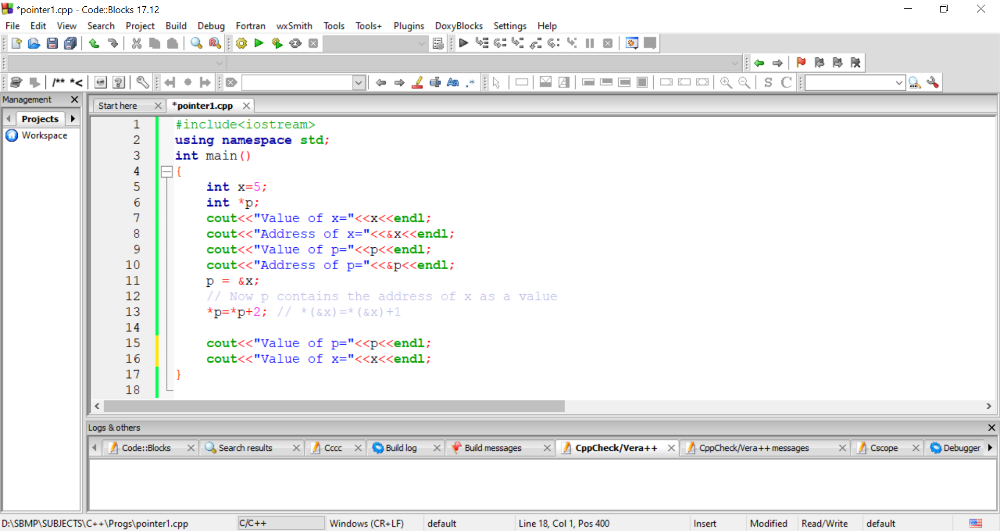 *pointer1.cpp - Code::Blocks 17.12
File Edit View Search Project Build Debug Fortran wxSmith Tools Tools+ Plugins DoxyBlocks Settings Help
/** *<
S C
Management
Start here *pointer1.cpp
Projects
Workspace
1 #include<iostream>
2 using namespace std;
3 int main()
4 {
5 int x=5;
6 int *p;
7 cout<<"Value of x="<<x<<endl;
8 cout<<"Address of x="<<&x<<endl;
9 cout<<"Value of p="<<p<<endl;
10 cout<<"Address of p="<<&p<<endl;
11 p = &x;
12 // Now p contains the address of x as a value
13 *p=*p+2; // *(&x)=*(&x)+1
14
15 cout<<"Value of p="<<p<<endl;
16 cout<<"Value of x="<<x<<endl;
17 }
18
Logs & others
Code::Blocks Search results Cccc Build log Build messages CppCheck/Vera++ CppCheck/Vera++ messages Cscope Debugger
D:\SBMP\SUBJECTS\C++\Progs\pointer1.cpp C/C++ Windows (CR+LF) default Line 18, Col 1, Pos 400 Insert Modified Read/Write default